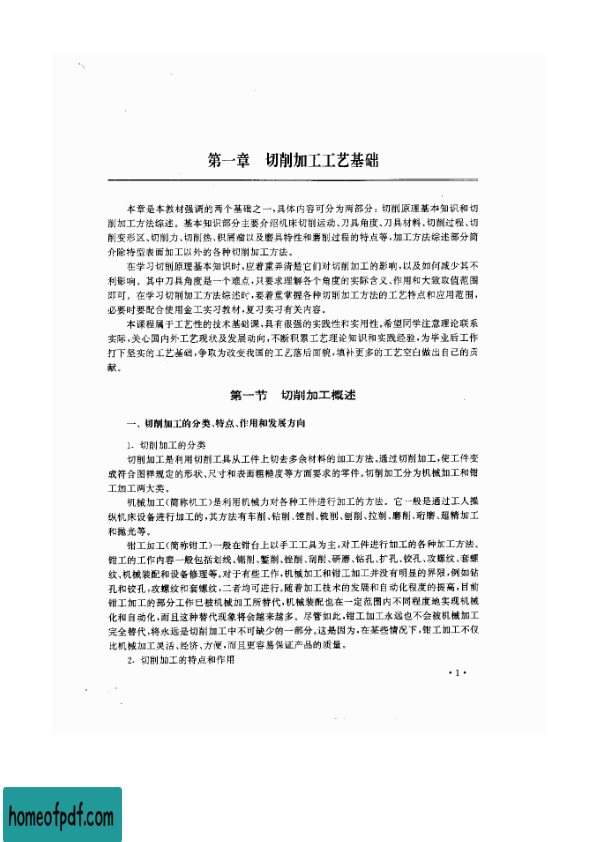 第一章 切削加工工艺基础
本章是本教材强调的两个基础之一,具体内容可分为两部分：切削原理基本知识和切
削加工方法综述。基本知识部分主要介绍机床切削运动、刀具角度、刀具材料、切削过程、切
削变形区、切削力、切削热、积屑瘤以及磨具特性和磨削过程的特点等,加工方法综述部分简
介除特型表面加工以外的各种切削加工方法。
在学习切削原理基本知识时,应着重弄清楚它们对切削加工的影响,以及如何减少其不
利影响。其中刀具角度是一个难点,只要求理解各个角度的实际含义、作用和大致取值范围
即可。在学习切削加工方法综述时,要着重掌握各种切削加工方法的工艺特点和应用范围,
必要时要配合使用金工实习教材,复习实习有关内容。
本课程属于工艺性的技术基础课,具有很强的实践性和实用性,希望同学注意理论联系
实际,关心国内外工艺现状及发展动向,不断积累工艺理论知识和实践经验,为毕业后工作
打下坚实的工艺基础,争取为改变我国的工艺落后面貌,填补更多的工艺空白做出自己的贡
献。
第一节 切削加工概述
一、切削加工的分类、特点、作用和发展方向
1. 切削加工的分类
切削加工是利用切削工具从工件上切去多余材料的加工方法。通过切削加工,使工件变
成符合图样规定的形状、尺寸和表面粗糙度等方面要求的零件。切削加工分为机械加工和钳
工加工两大类。
机械加工(简称机工)是利用机械力对各种工件进行加工的方法。它一般是通过工人操
纵机床设备进行加工的,其方法有车削、钻削、镗削、铣削、刨削、拉削、磨削、珩磨、超精加工
和抛光等。
钳工加工(简称钳工)一般在钳台上以手工工具为主,对工件进行加工的各种加工方法。
钳工的工作内容一般包括划线、锯削、錾削、锉削、刮削、研磨、钻孔、扩孔、铰孔、攻螺纹、套螺
纹、机械装配和设备修理等。对于有些工作,机械加工和钳工加工并没有明显的界限,例如钻
孔和铰孔,攻螺纹和套螺纹,二者均可进行。随着加工技术的发展和自动化程度的提高,目前
钳工加工的部分工作已被机械加工所替代,机械装配也在一定范围内不同程度地实现机械
化和自动化,而且这种替代现象将会越来越多。尽管如此,钳工加工永远也不会被机械加工
完全替代,将永远是切削加工中不可缺少的一部分。这是因为,在某些情况下,钳工加工不仅
比机械加工灵活、经济、方便,而且更容易保证产品的质量。
2. 切削加工的特点和作用
·1·
homeofpdf.com